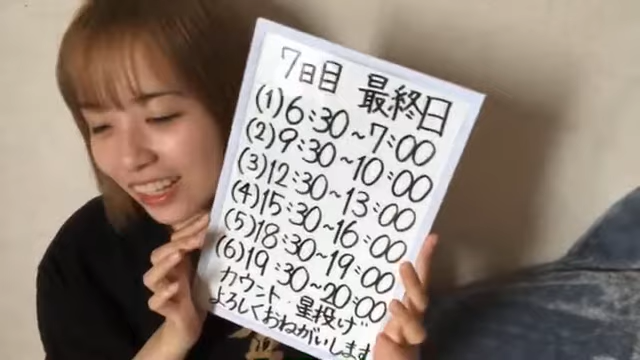 7日目 最終日
(1) 6:30~7:00
(2) 9:30~10:00
(3) 12:30~13:00
(4) 15:30~16:00
(5) 18:30~19:00
(6) 19:30~20:00
カウント 星投げ
よろしくおねがいします